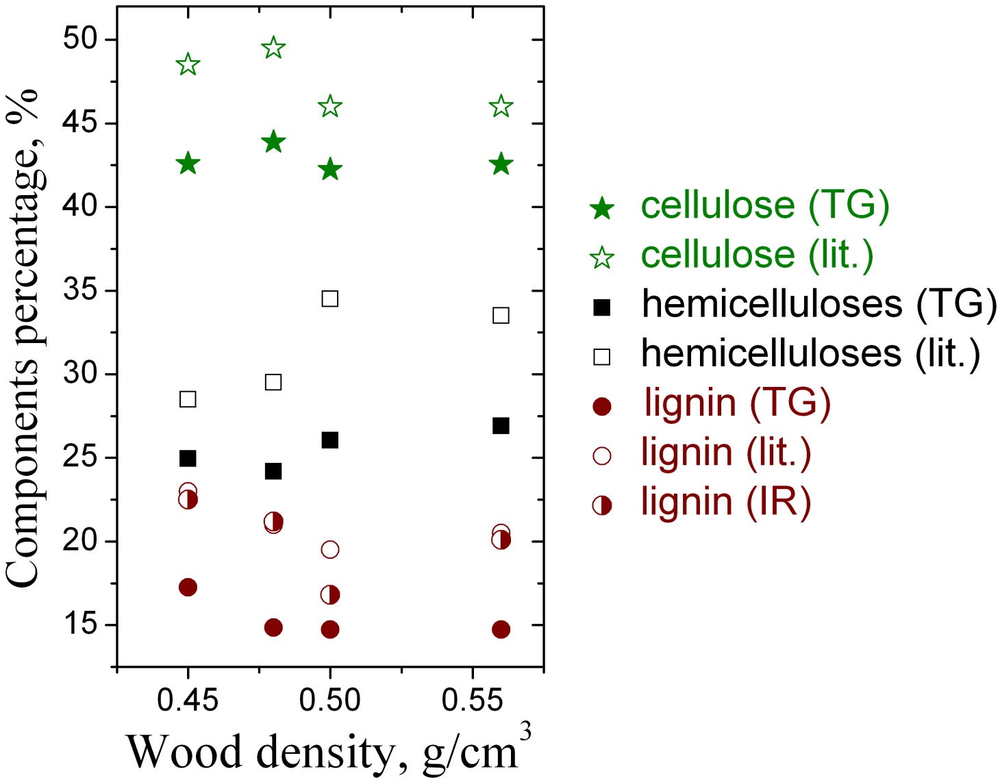 Components percentage, %
50
45
40
35
30
25
20
15
0.45 0.50 0.55
Wood density, g/cm³
cellulose (TG)
cellulose (lit.)
hemicelluloses (TG)
hemicelluloses (lit.)
lignin (TG)
lignin (lit.)
lignin (IR)